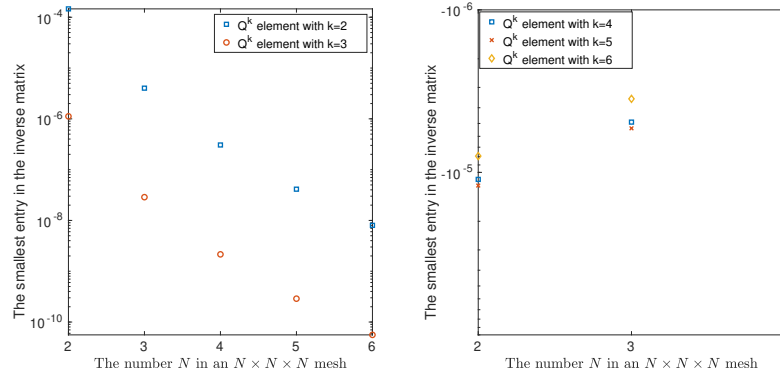 10^-4
10^-6
10^-8
10^-10
The smallest entry in the inverse matrix
Q^k element with k=2
Q^k element with k=3
2 3 4 5 6
The number N in an N × N × N mesh
-10^-6
-10^-5
The smallest entry in the inverse matrix
Q^k element with k=4
Q^k element with k=5
Q^k element with k=6
2 3 4
The number N in an N × N × N mesh